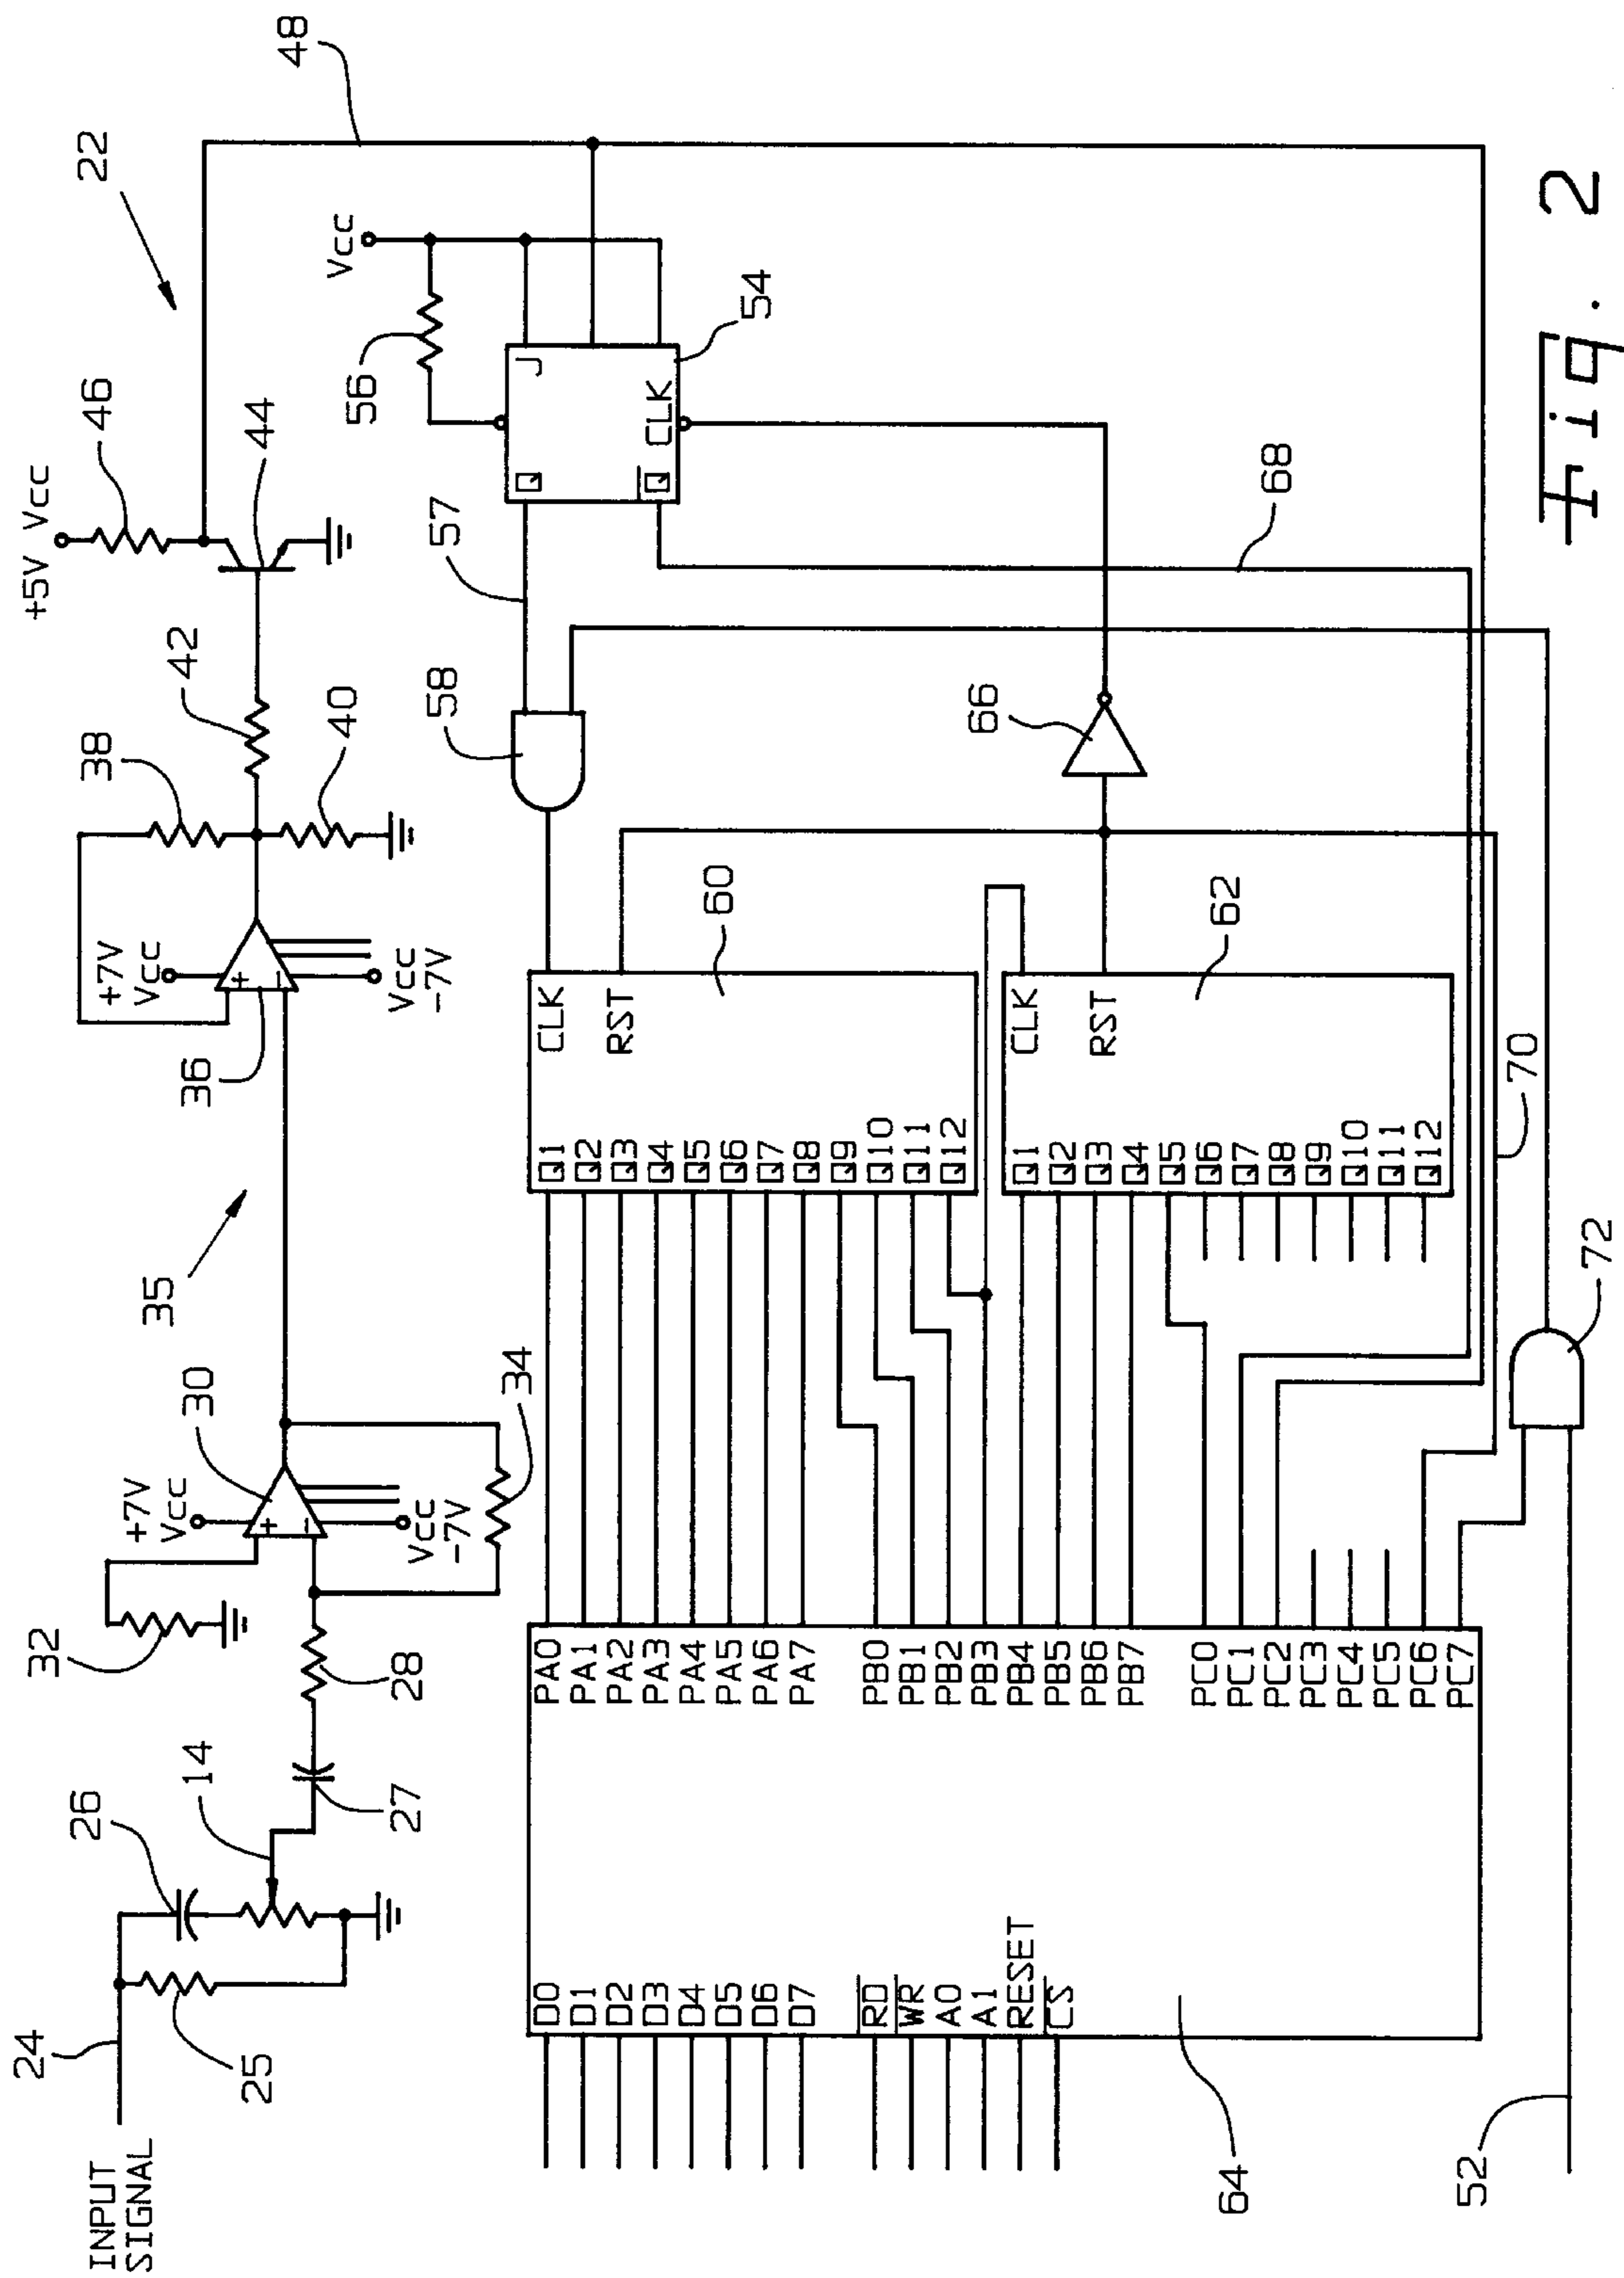 INPUT
SIGNAL
24
25
26
14
27
28
32
+7V
Vcc
30
+
−
Vcc
-7V
34
35
36
+7V
Vcc
+
−
Vcc
-7V
38
40
42
+5V Vcc
46
44
22
48
Vcc
56
J
Q
CLK
Q
54
57
58
60
CLK
RST
Q1
Q2
Q3
Q4
Q5
Q6
Q7
Q8
Q9
Q10
Q11
Q12
62
CLK
RST
Q1
Q2
Q3
Q4
Q5
Q6
Q7
Q8
Q9
Q10
Q11
Q12
66
68
70
72
D0
D1
D2
D3
D4
D5
D6
D7
RD
WR
A0
A1
RESET
CS
PA0
PA1
PA2
PA3
PA4
PA5
PA6
PA7
PB0
PB1
PB2
PB3
PB4
PB5
PB6
PB7
PC0
PC1
PC2
PC3
PC4
PC5
PC6
PC7
64
52
Fig. 2